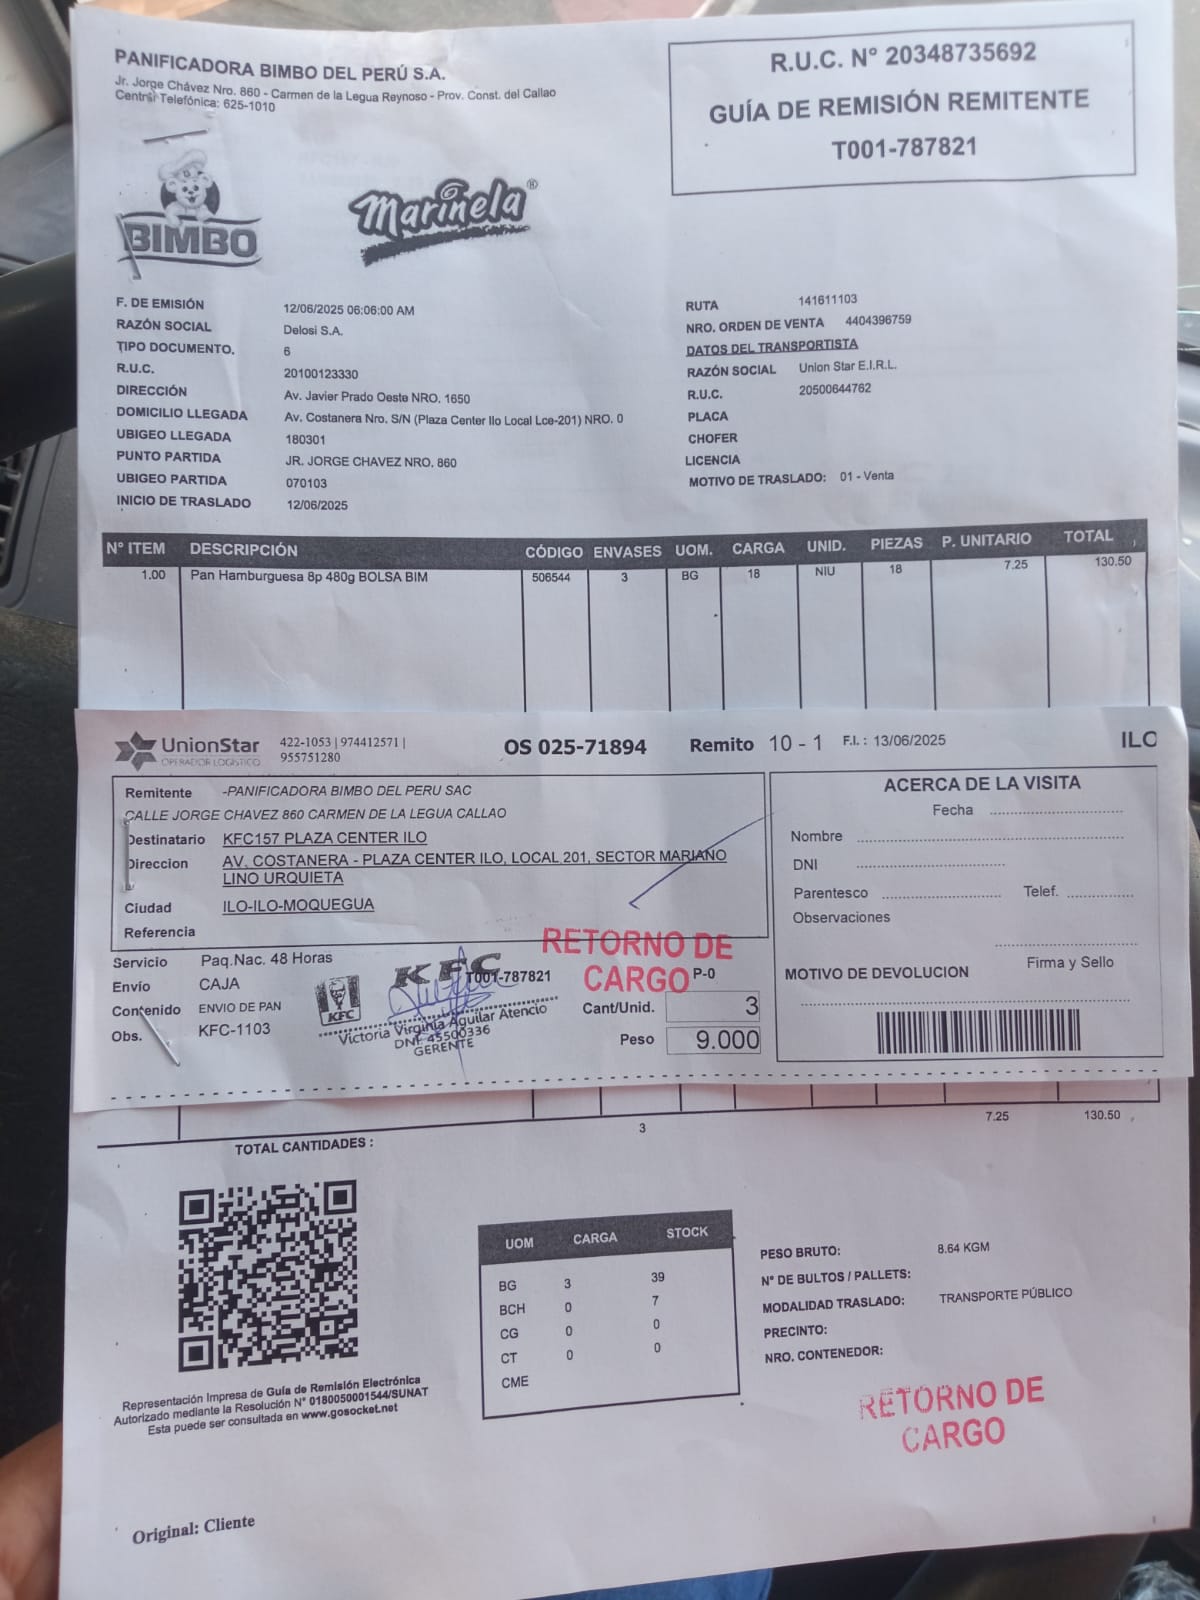 PANIFICADORA BIMBO DEL PERÚ S.A.
Jr. Jorge Chávez Nro. 860 - Carmen de la Legua Reynoso - Prov. Const. del Callao
Central Telefónica: 625-1010
R.U.C. N° 20348735692
GUÍA DE REMISIÓN REMITENTE
T001-787821
BIMBO
Marinela®
F. DE EMISIÓN 12/06/2025 06:06:00 AM
RAZÓN SOCIAL Delosi S.A.
TIPO DOCUMENTO. 6
R.U.C. 20100123330
DIRECCIÓN Av. Javier Prado Oeste NRO. 1650
DOMICILIO LLEGADA Av. Costanera Nro. S/N (Plaza Center Ilo Local Lce-201) NRO. 0
UBIGEO LLEGADA 180301
PUNTO PARTIDA JR. JORGE CHAVEZ NRO. 860
UBIGEO PARTIDA 070103
INICIO DE TRASLADO 12/06/2025
RUTA 141611103
NRO. ORDEN DE VENTA 4404396759
DATOS DEL TRANSPORTISTA
RAZÓN SOCIAL Union Star E.I.R.L.
R.U.C. 20500644762
PLACA
CHOFER
LICENCIA
MOTIVO DE TRASLADO: 01 - Venta
N° ITEM DESCRIPCIÓN CÓDIGO ENVASES UOM. CARGA UNID. PIEZAS P. UNITARIO TOTAL
1.00 Pan Hamburguesa 8p 480g BOLSA BIM 506544 3 BG 18 NIU 18 7.25 130.50
UnionStar
OPERADOR LOGISTICO
422-1053 | 974412571 |
955751280
OS 025-71894 Remito 10 - 1 F.I.: 13/06/2025 ILO
Remitente -PANIFICADORA BIMBO DEL PERU SAC
CALLE JORGE CHAVEZ 860 CARMEN DE LA LEGUA CALLAO
Destinatario KFC157 PLAZA CENTER ILO
Direccion AV. COSTANERA - PLAZA CENTER ILO, LOCAL 201, SECTOR MARIANO
LINO URQUIETA
Ciudad ILO-ILO-MOQUEGUA
Referencia
Servicio Paq.Nac. 48 Horas
Envío CAJA
Contenido ENVIO DE PAN
Obs. KFC-1103
KFC
KFC
T001-787821
Victoria Virginia Aguilar Atencio
DNI 45500336
GERENTE
RETORNO DE
CARGO
P-0
Cant/Unid. 3
Peso 9.000
ACERCA DE LA VISITA
Fecha
Nombre
DNI
Parentesco Telef.
Observaciones
Firma y Sello
MOTIVO DE DEVOLUCION
TOTAL CANTIDADES : 3 7.25 130.50
UOM CARGA STOCK
BG 3 39
BCH 0 7
CG 0 0
CT 0 0
CME
PESO BRUTO: 8.64 KGM
N° DE BULTOS / PALLETS:
MODALIDAD TRASLADO: TRANSPORTE PÚBLICO
PRECINTO:
NRO. CONTENEDOR:
Representación Impresa de Guía de Remisión Electrónica
Autorizado mediante la Resolución N° 0180050001544/SUNAT
Esta puede ser consultada en www.gosocket.net
RETORNO DE
CARGO
Original: Cliente